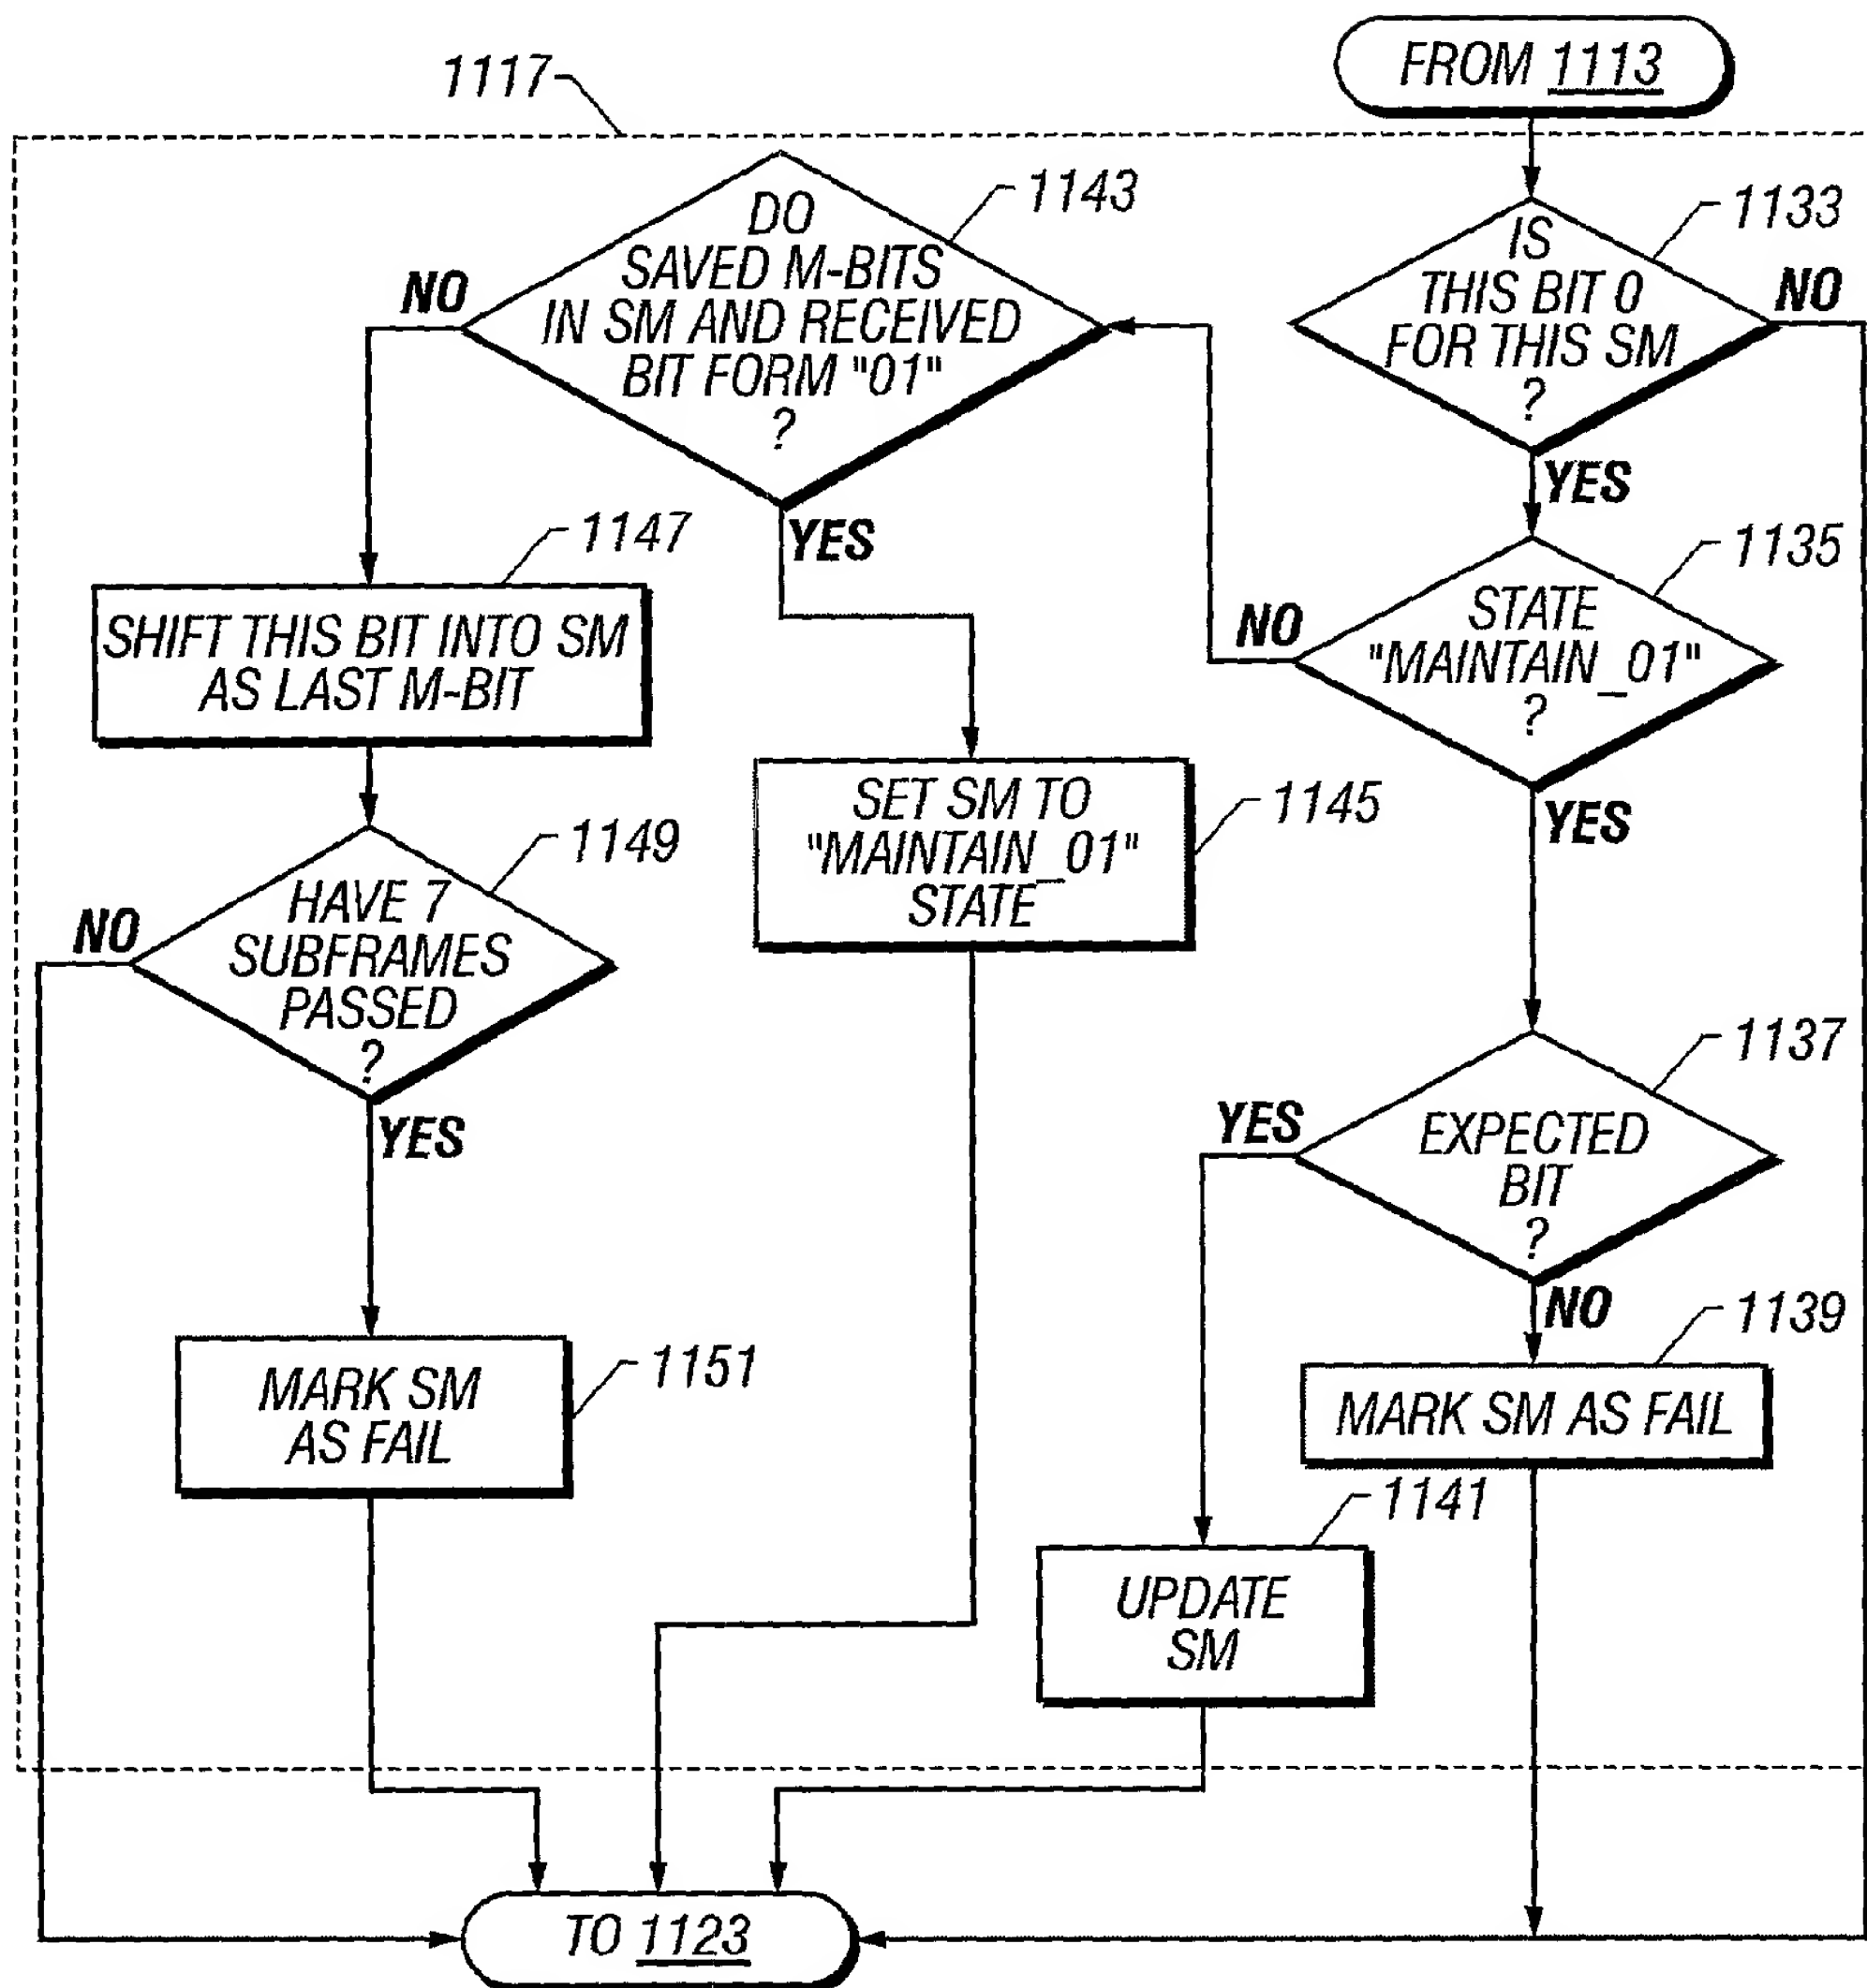 FROM 1113
1117
1133
IS
THIS BIT 0
FOR THIS SM
?
NO
YES
1143
DO
SAVED M-BITS
IN SM AND RECEIVED
BIT FORM "01"
?
NO
YES
1135
STATE
"MAINTAIN_01"
?
NO
YES
1147
SHIFT THIS BIT INTO SM
AS LAST M-BIT
1145
SET SM TO
"MAINTAIN_01"
STATE
1149
HAVE 7
SUBFRAMES
PASSED
?
NO
YES
1137
EXPECTED
BIT
?
YES
NO
1151
MARK SM
AS FAIL
1139
MARK SM AS FAIL
1141
UPDATE
SM
TO 1123